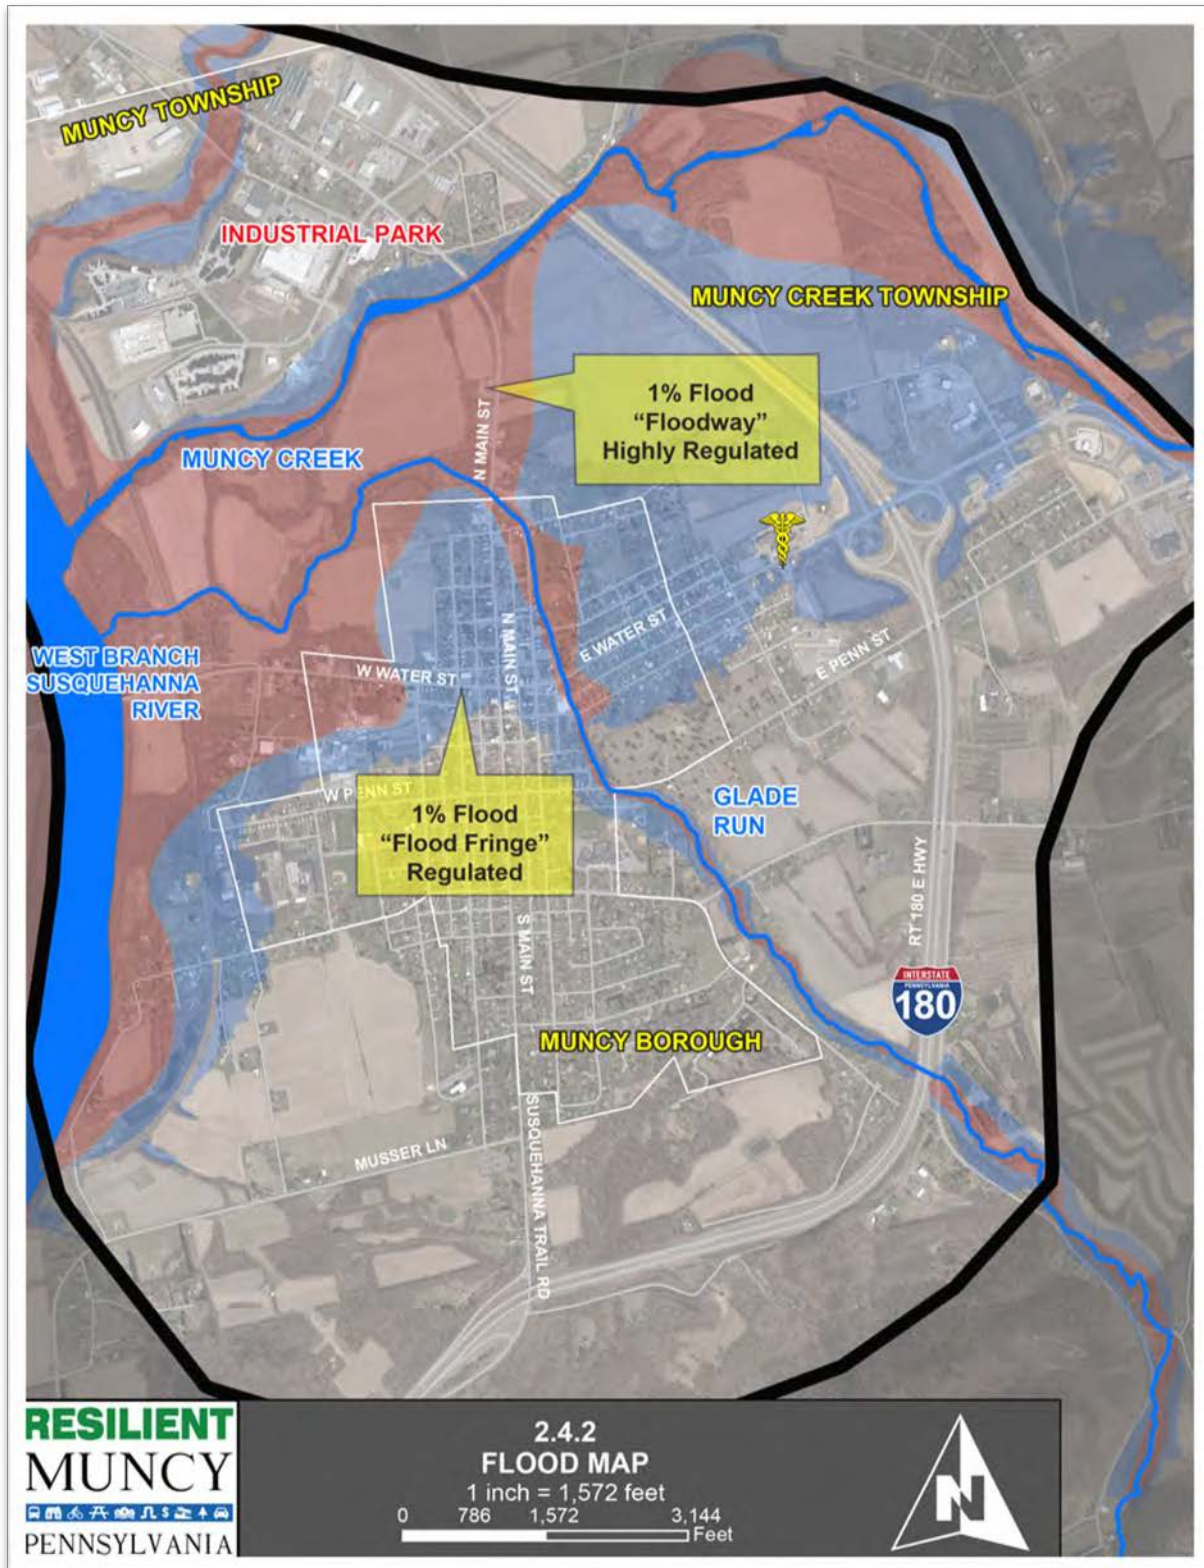 MUNCY TOWNSHIP
INDUSTRIAL PARK
MUNCY CREEK TOWNSHIP
1% Flood
“Floodway”
Highly Regulated
N MAIN ST
MUNCY CREEK
N MAIN ST
E WATER ST
E PENN ST
WEST BRANCH
SUSQUEHANNA
RIVER
W WATER ST
W PENN ST
1% Flood
“Flood Fringe”
Regulated
GLADE
RUN
S MAIN ST
RT 180 E HWY
INTERSTATE
PENNSYLVANIA
180
MUNCY BOROUGH
SUSQUEHANNA TRAIL RD
MUSSER LN
RESILIENT
MUNCY
PENNSYLVANIA
2.4.2
FLOOD MAP
1 inch = 1,572 feet
0 786 1,572 3,144
Feet
N